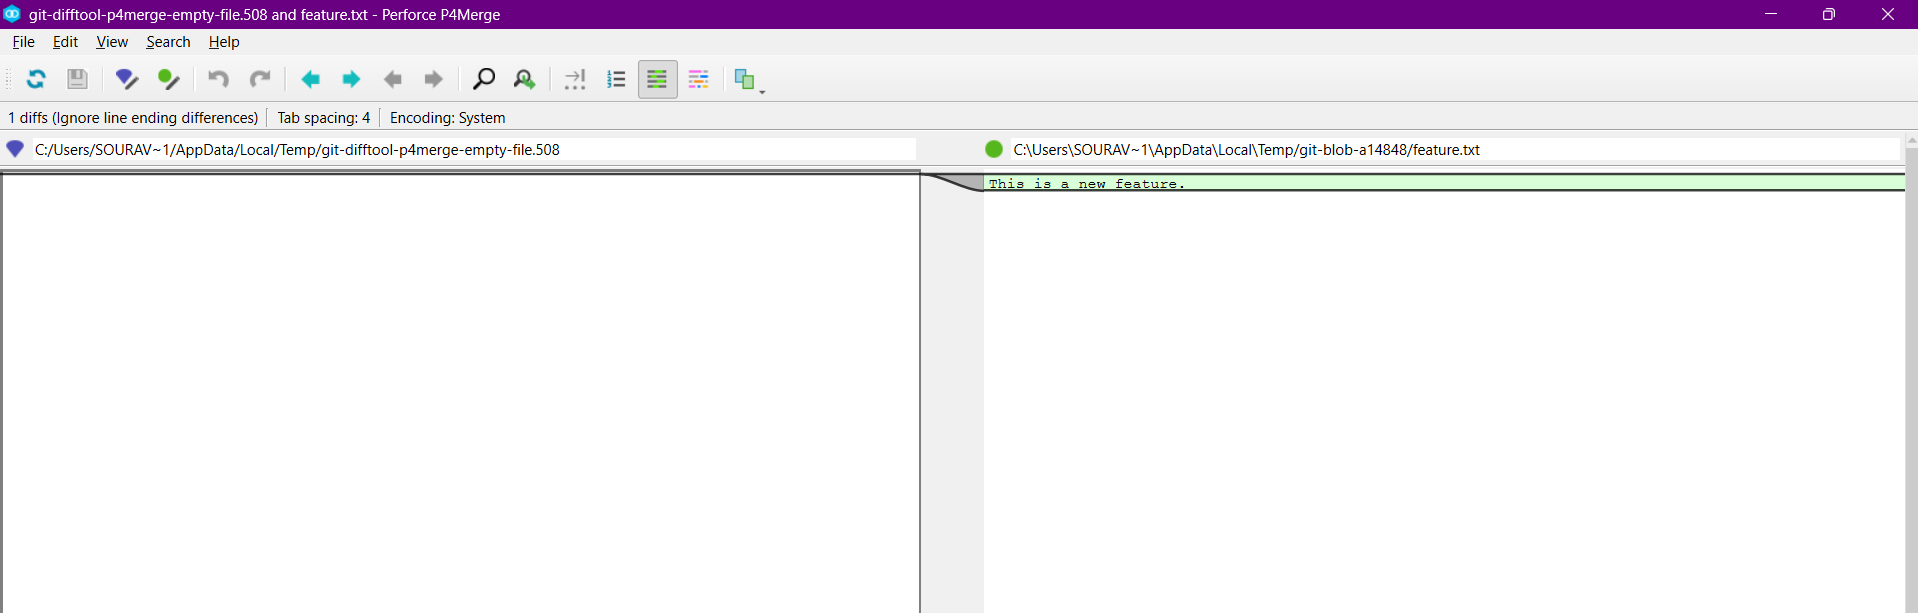 git-difftool-p4merge-empty-file.508 and feature.txt - Perforce P4Merge
File Edit View Search Help
1 diffs (Ignore line ending differences) Tab spacing: 4 Encoding: System
C:/Users/SOURAV~1/AppData/Local/Temp/git-difftool-p4merge-empty-file.508
C:\Users\SOURAV~1\AppData\Local\Temp/git-blob-a14848/feature.txt
This is a new feature.